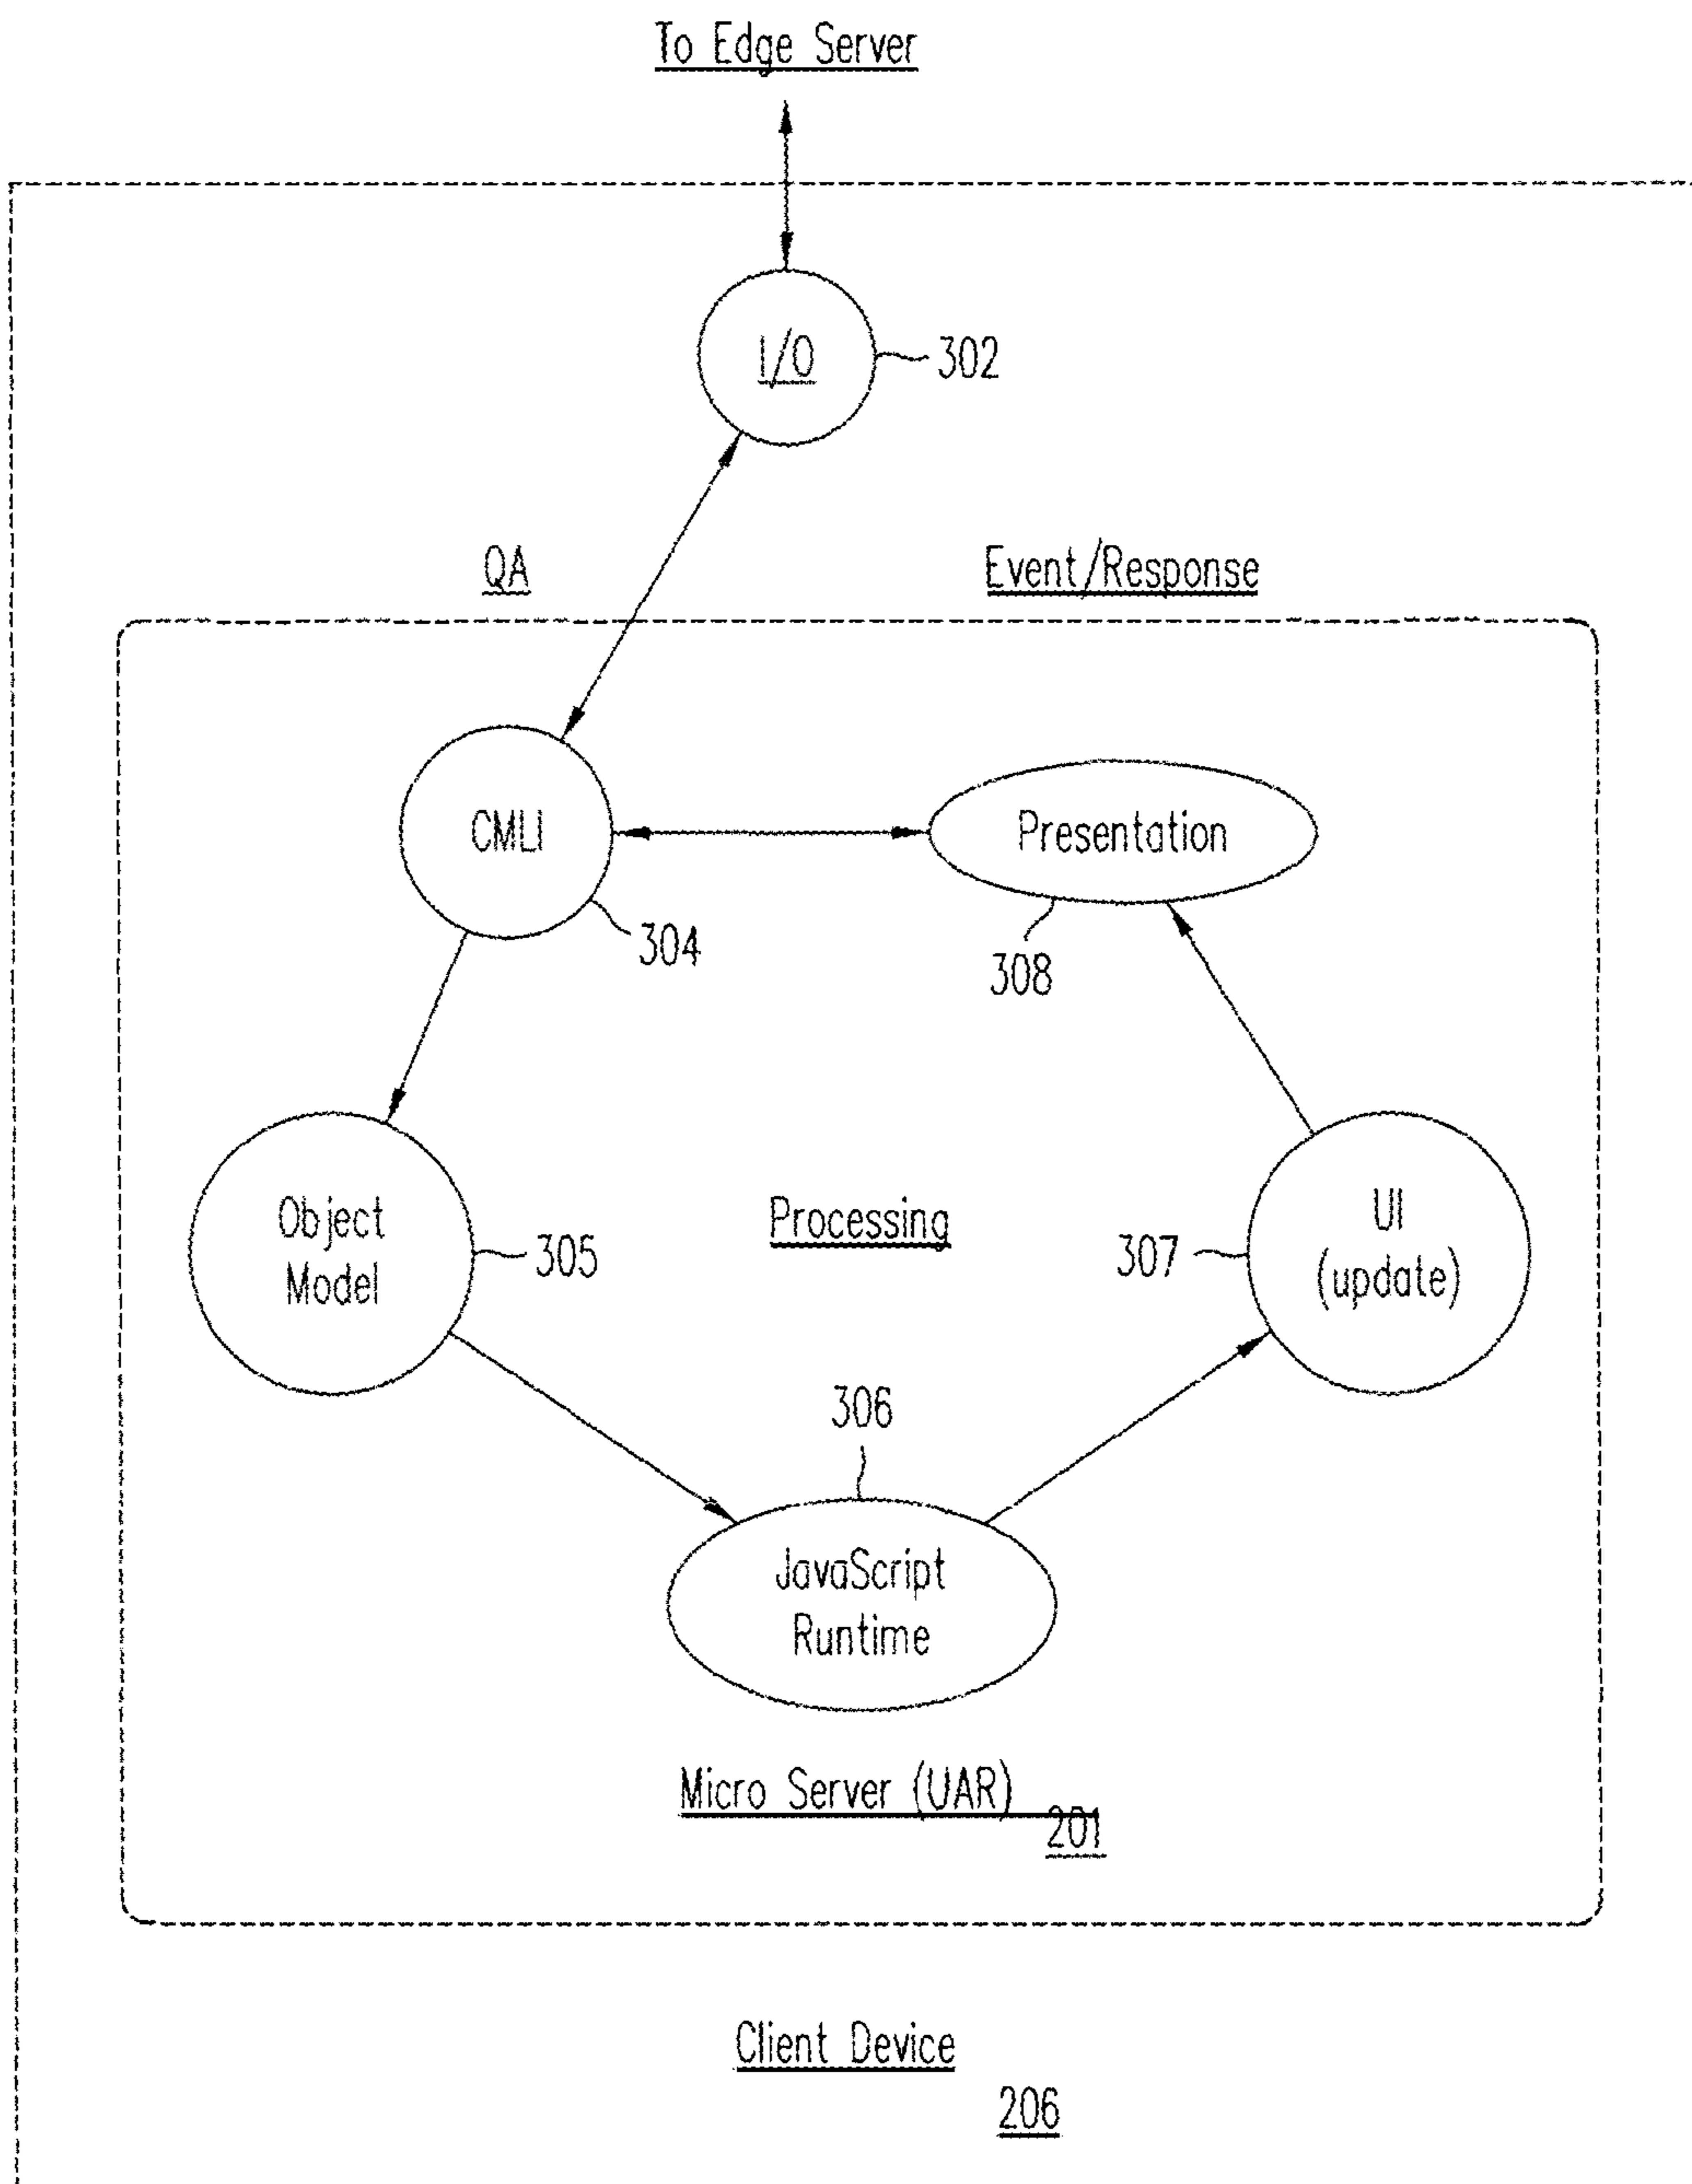 To Edge Server
I/O
302
QA
Event/Response
CMLI
Presentation
304
308
Object
Model
305
Processing
307
UI
(update)
306
JavaScript
Runtime
Micro Server (UAR)
201
Client Device
206